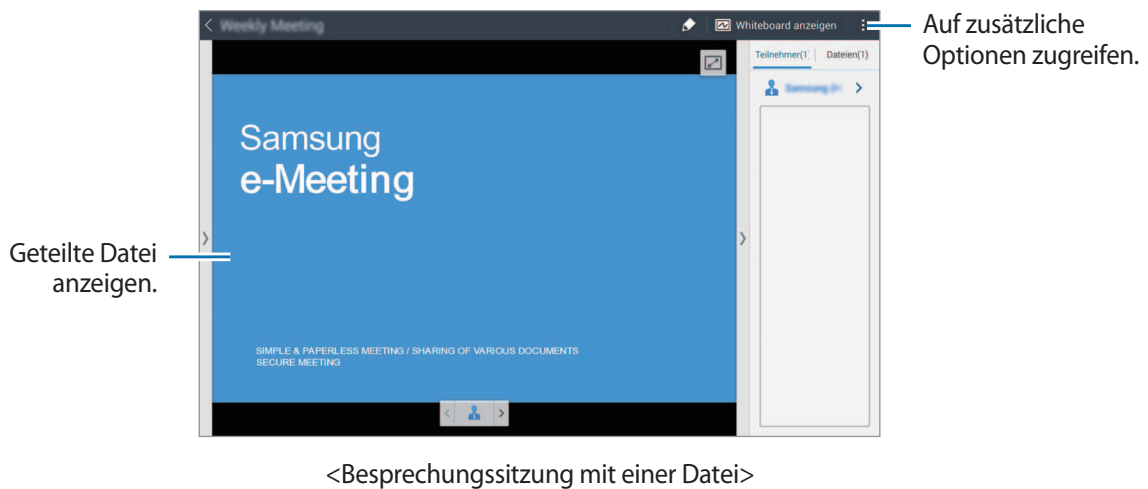 Weekly Meeting
Whiteboard anzeigen
Auf zusätzliche
Optionen zugreifen.
Teilnehmer(1)
Dateien(1)
Samsung
e-Meeting
Geteilte Datei
anzeigen.
SIMPLE & PAPERLESS MEETING / SHARING OF VARIOUS DOCUMENTS
SECURE MEETING
<Besprechungssitzung mit einer Datei>